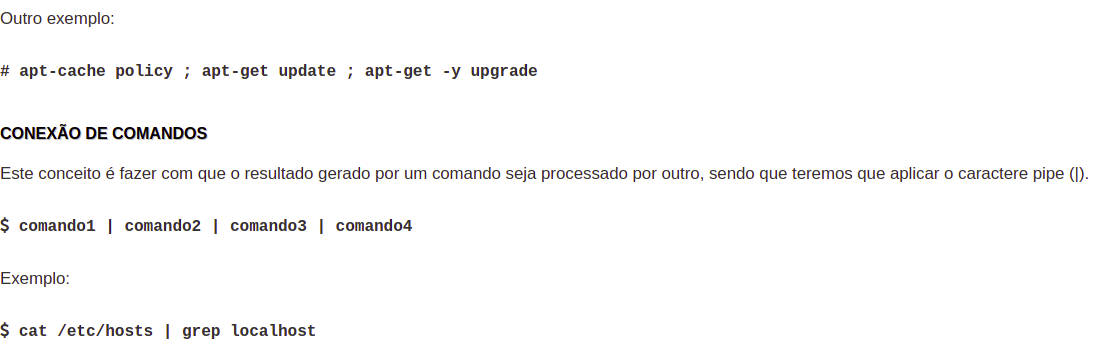 Outro exemplo:
# apt-cache policy ; apt-get update ; apt-get -y upgrade
CONEXÃO DE COMANDOS
Este conceito é fazer com que o resultado gerado por um comando seja processado por outro, sendo que teremos que aplicar o caractere pipe (|).
$ comando1 | comando2 | comando3 | comando4
Exemplo:
$ cat /etc/hosts | grep localhost